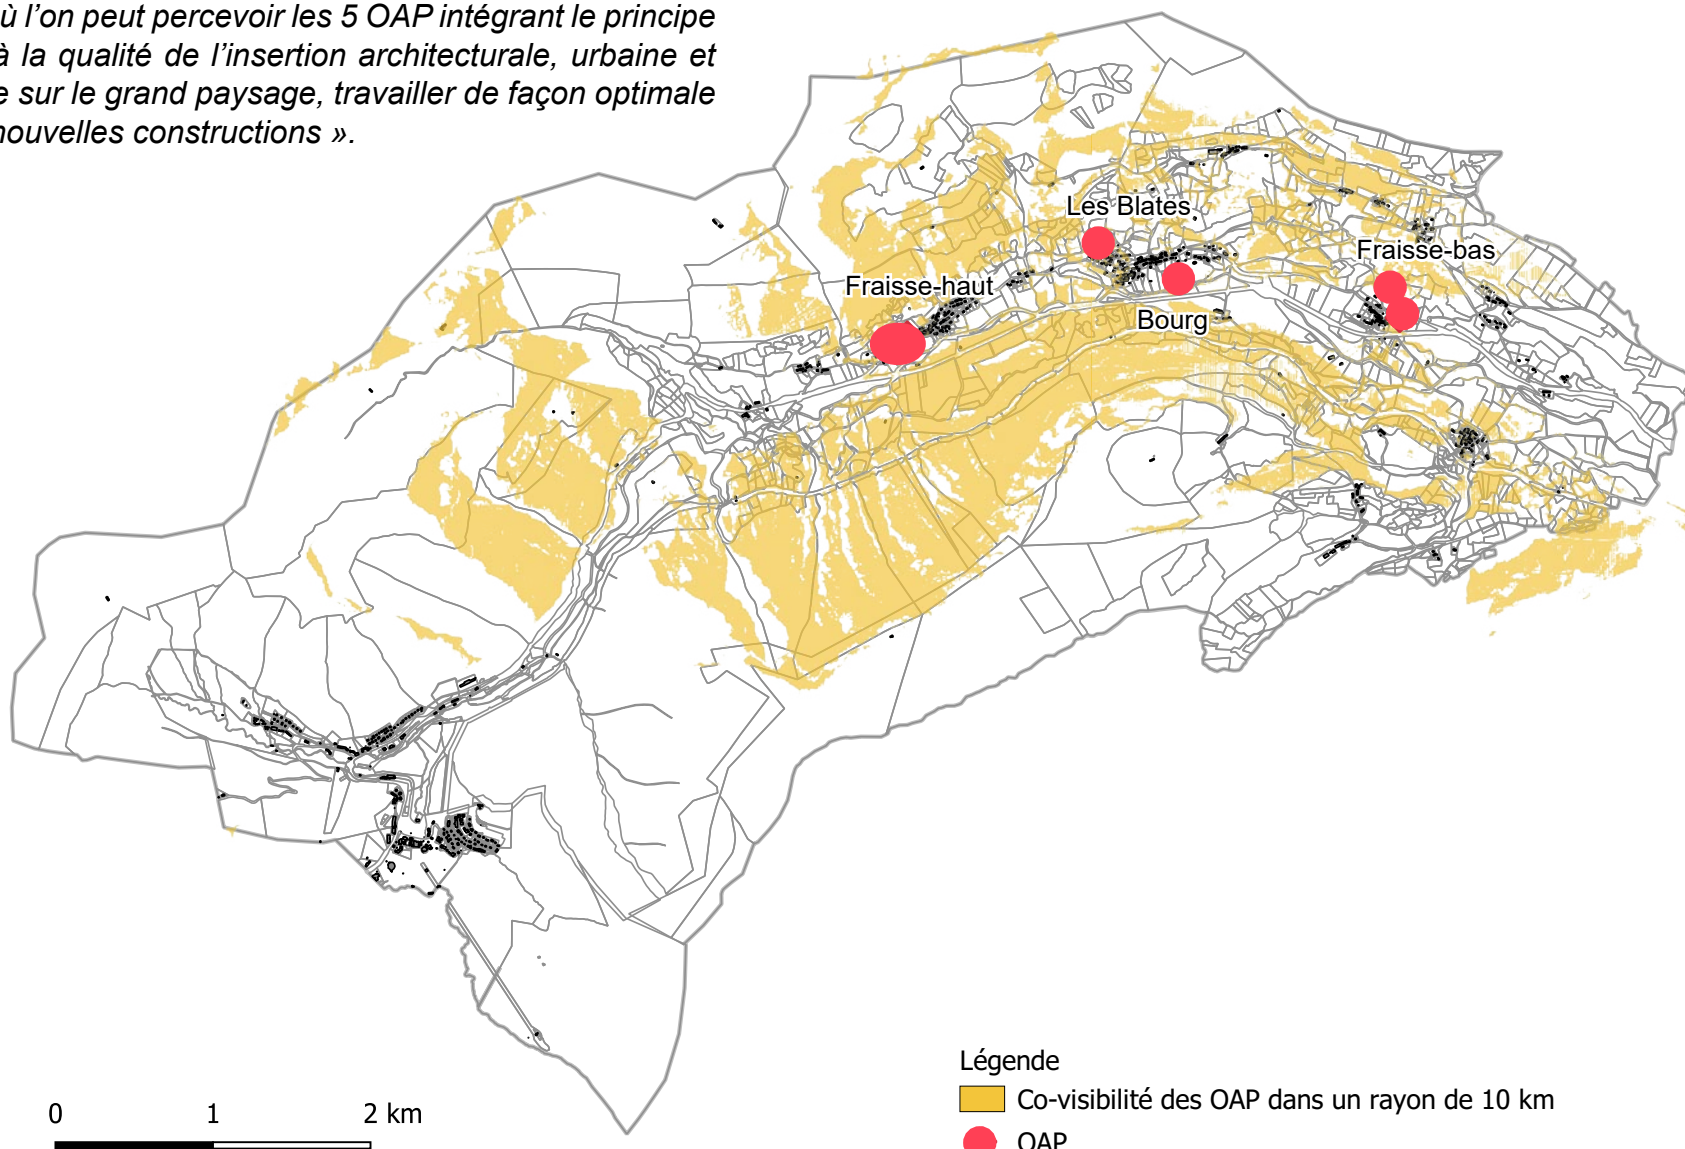 ù l’on peut percevoir les 5 OAP intégrant le principe
à la qualité de l’insertion architecturale, urbaine et
e sur le grand paysage, travailler de façon optimale
nouvelles constructions ».
Les Blates
Fraisse-bas
Fraisse-haut
Bourg
Légende
Co-visibilité des OAP dans un rayon de 10 km
OAP
0 1 2 km